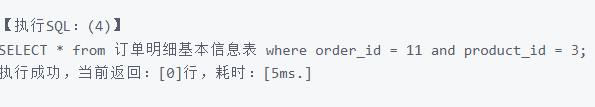 【执行SQL：(4)】
SELECT * from 订单明细基本信息表 where order_id = 11 and product_id = 3;
执行成功，当前返回：[0]行，耗时：[5ms.]